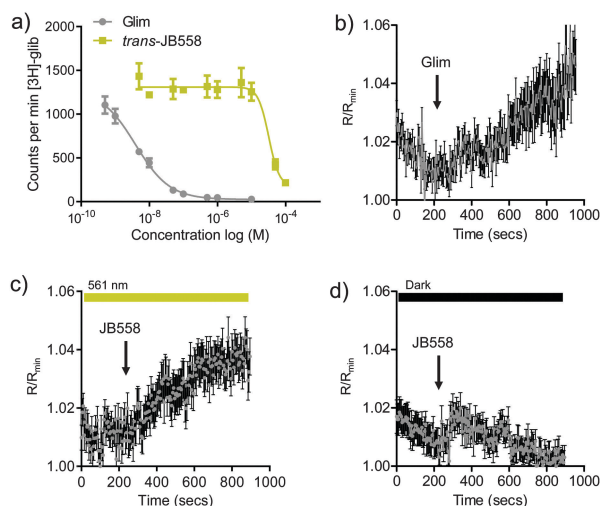 a)
Glim
trans-JB558
Counts per min [3H]-glib
2000
1500
1000
500
0
10⁻¹⁰ 10⁻⁸ 10⁻⁶ 10⁻⁴
Concentration log (M)
b)
R/Rmin
1.06
1.04
1.02
1.00
Glim
0 200 400 600 800 1000
Time (secs)
c)
561 nm
R/Rmin
1.06
1.04
1.02
1.00
JB558
0 200 400 600 800 1000
Time (secs)
d)
Dark
R/Rmin
1.06
1.04
1.02
1.00
JB558
0 200 400 600 800 1000
Time (secs)